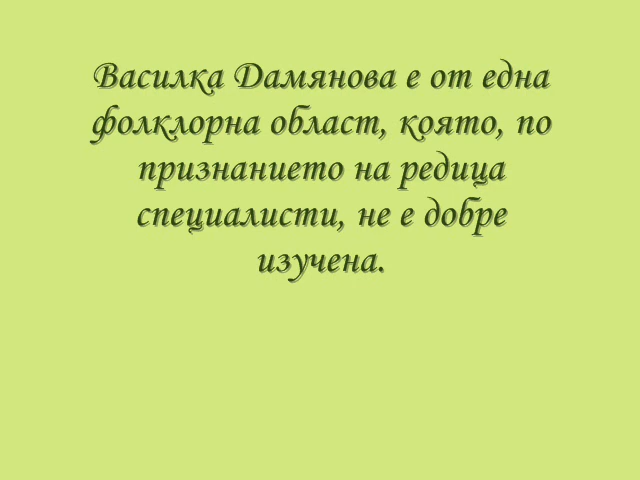 Василка Дамянова е от една
фолклорна област, която, по
признанието на редица
специалисти, не е добре
изучена.